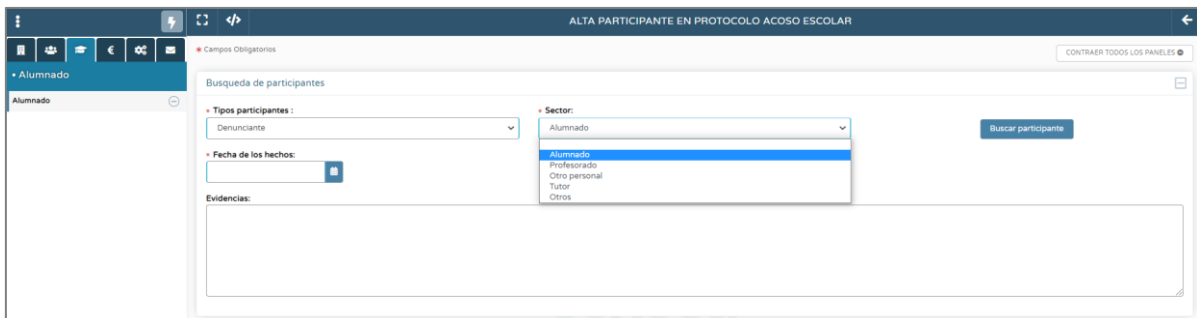 ALTA PARTICIPANTE EN PROTOCOLO ACOSO ESCOLAR
* Campos Obligatorios
CONTRAER TODOS LOS PANELES
• Alumnado
Alumnado
Busqueda de participantes
* Tipos participantes :
Denunciante
* Sector:
Alumnado
Buscar participante
Alumnado
Profesorado
Otro personal
Tutor
Otros
* Fecha de los hechos:
Evidencias: